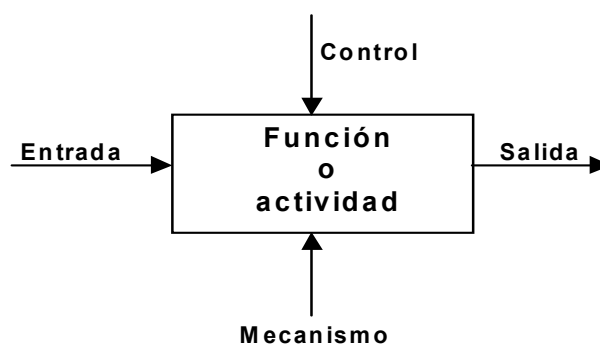 Control
Función
Entrada
o
Salida
actividad
Mecanismo